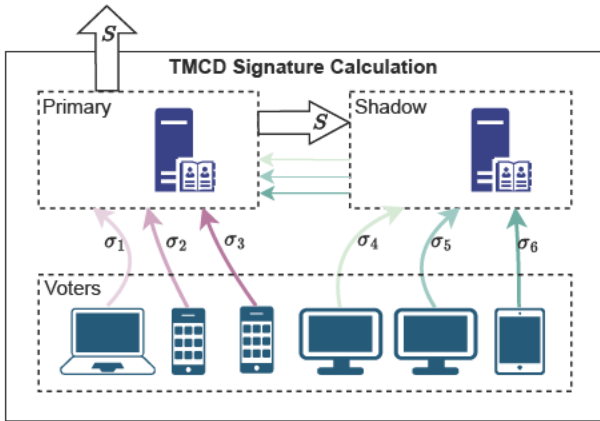 S
TMCD Signature Calculation
Primary
S
Shadow
σ1
σ2
σ3
σ4
σ5
σ6
Voters